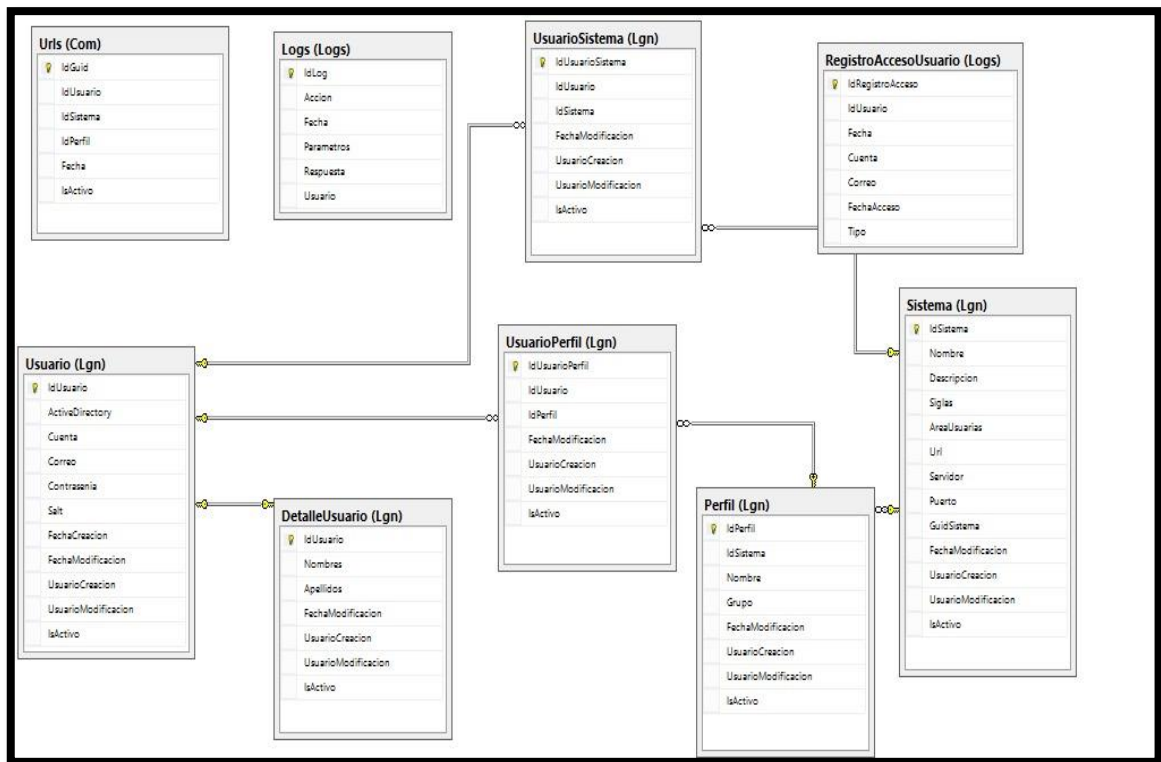 Urls (Com)
IdGuid
IdUsuario
IdSistema
IdPerfil
Fecha
IsActivo
Logs (Logs)
IdLog
Accion
Fecha
Parametros
Respuesta
Usuario
UsuarioSistema (Lgn)
IdUsuarioSistema
IdUsuario
IdSistema
FechaModificacion
UsuarioCreacion
UsuarioModificacion
IsActivo
RegistroAccesoUsuario (Logs)
IdRegistroAcceso
IdUsuario
Fecha
Cuenta
Correo
FechaAcceso
Tipo
Usuario (Lgn)
IdUsuario
ActiveDirectory
Cuenta
Correo
Contrasenia
Salt
FechaCreacion
FechaModificacion
UsuarioCreacion
UsuarioModificacion
IsActivo
DetalleUsuario (Lgn)
IdUsuario
Nombres
Apellidos
FechaModificacion
UsuarioCreacion
UsuarioModificacion
IsActivo
UsuarioPerfil (Lgn)
IdUsuarioPerfil
IdUsuario
IdPerfil
FechaModificacion
UsuarioCreacion
UsuarioModificacion
IsActivo
Perfil (Lgn)
IdPerfil
IdSistema
Nombre
Grupo
FechaModificacion
UsuarioCreacion
UsuarioModificacion
IsActivo
Sistema (Lgn)
IdSistema
Nombre
Descripcion
Siglas
AreaUsuarias
Url
Servidor
Puerto
GuidSistema
FechaModificacion
UsuarioCreacion
UsuarioModificacion
IsActivo